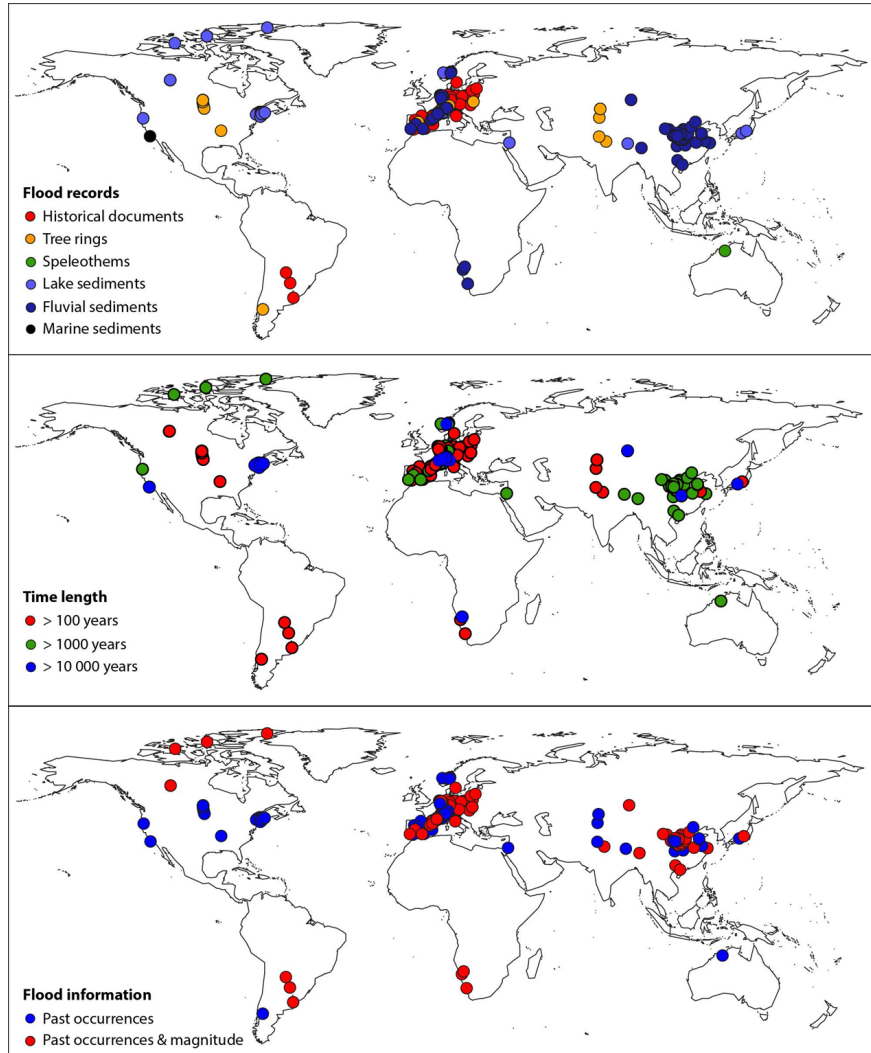 Flood records
Historical documents
Tree rings
Speleothems
Lake sediments
Fluvial sediments
Marine sediments
Time length
> 100 years
> 1000 years
> 10 000 years
Flood information
Past occurrences
Past occurrences & magnitude